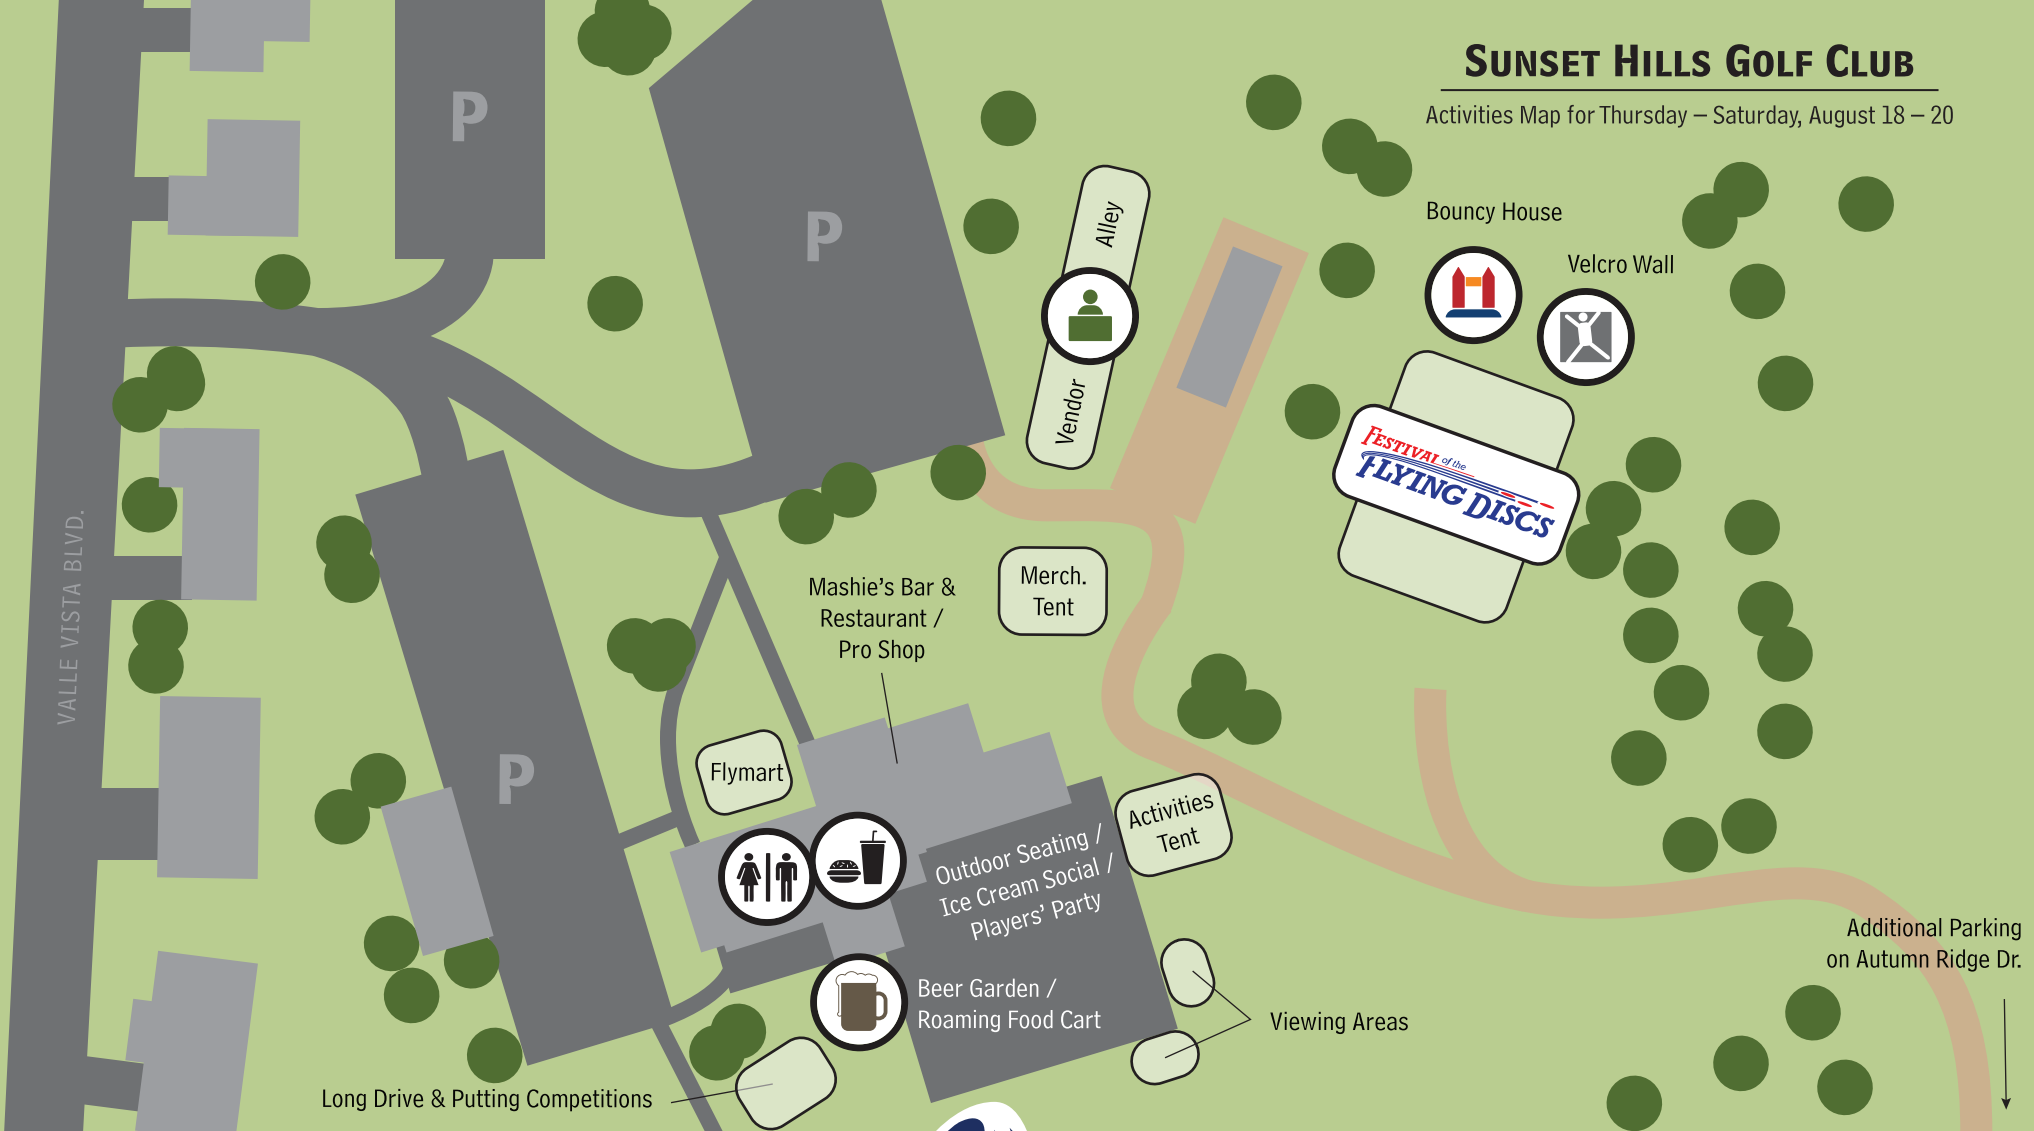 SUNSET HILLS GOLF CLUB
Activities Map for Thursday – Saturday, August 18 – 20
P
P
Alley
Vendor
Bouncy House
Velcro Wall
FESTIVAL of the
FLYING DISCS
VALLE VISTA BLVD.
Mashie's Bar &
Restaurant /
Pro Shop
Merch.
Tent
P
Flymart
Activities
Tent
Outdoor Seating /
Ice Cream Social /
Players' Party
Beer Garden /
Roaming Food Cart
Viewing Areas
Additional Parking
on Autumn Ridge Dr.
Long Drive & Putting Competitions